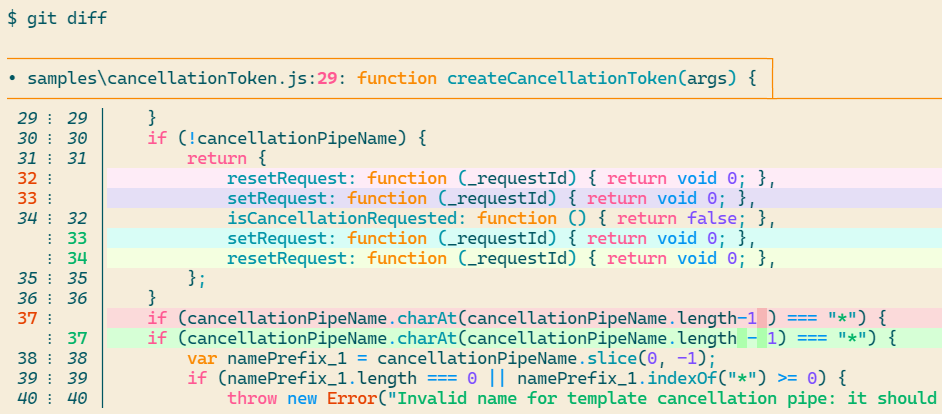 $ git diff
• samples\cancellationToken.js:29: function createCancellationToken(args) {
29 ⋮ 29 }
30 ⋮ 30 if (!cancellationPipeName) {
31 ⋮ 31 return {
32 ⋮ resetRequest: function (_requestId) { return void 0; },
33 ⋮ setRequest: function (_requestId) { return void 0; },
34 ⋮ 32 isCancellationRequested: function () { return false; },
⋮ 33 setRequest: function (_requestId) { return void 0; },
⋮ 34 resetRequest: function (_requestId) { return void 0; },
35 ⋮ 35 };
36 ⋮ 36 }
37 ⋮ if (cancellationPipeName.charAt(cancellationPipeName.length-1 ) === "*") {
⋮ 37 if (cancellationPipeName.charAt(cancellationPipeName.length - 1) === "*") {
38 ⋮ 38 var namePrefix_1 = cancellationPipeName.slice(0, -1);
39 ⋮ 39 if (namePrefix_1.length === 0 || namePrefix_1.indexOf("*") >= 0) {
40 ⋮ 40 throw new Error("Invalid name for template cancellation pipe: it should